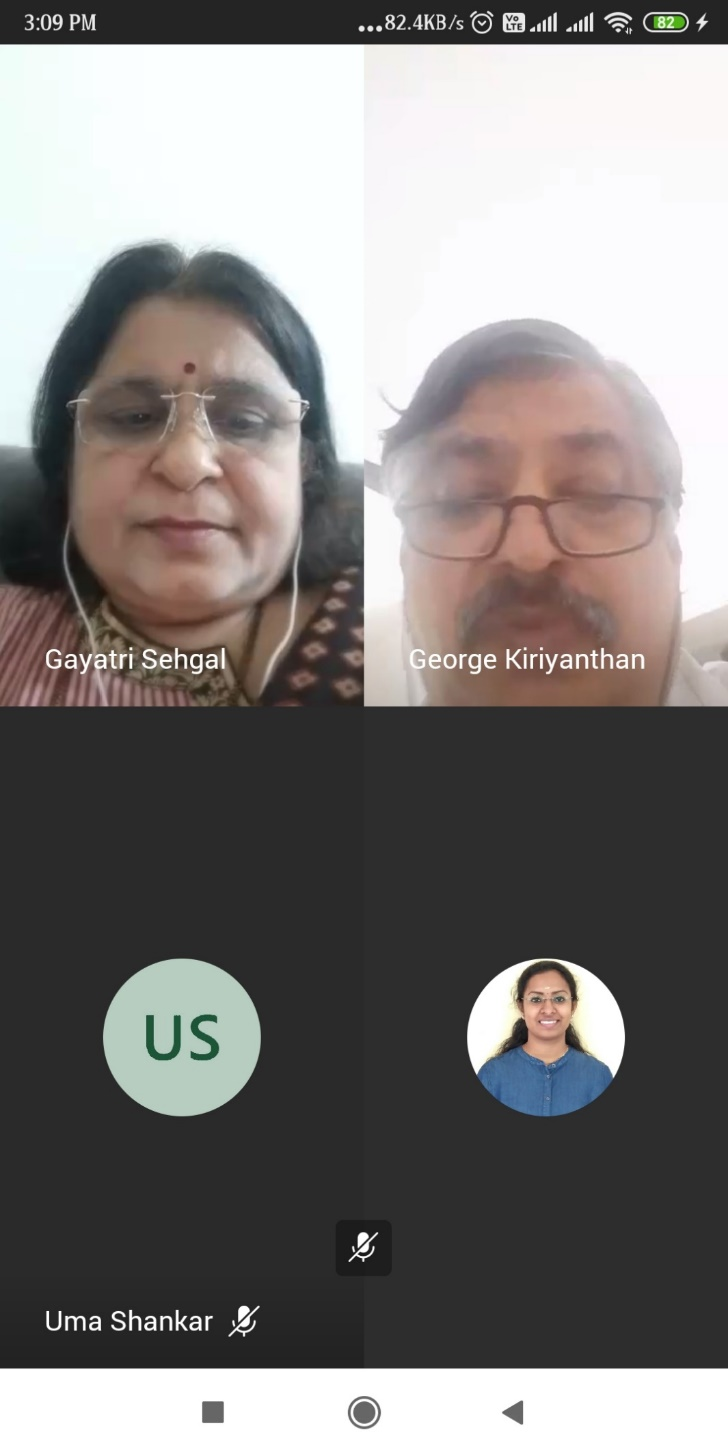 3:09 PM
...82.4KB/s Vo LTE 82
Gayatri Sehgal
George Kiriyanthan
US
Uma Shankar